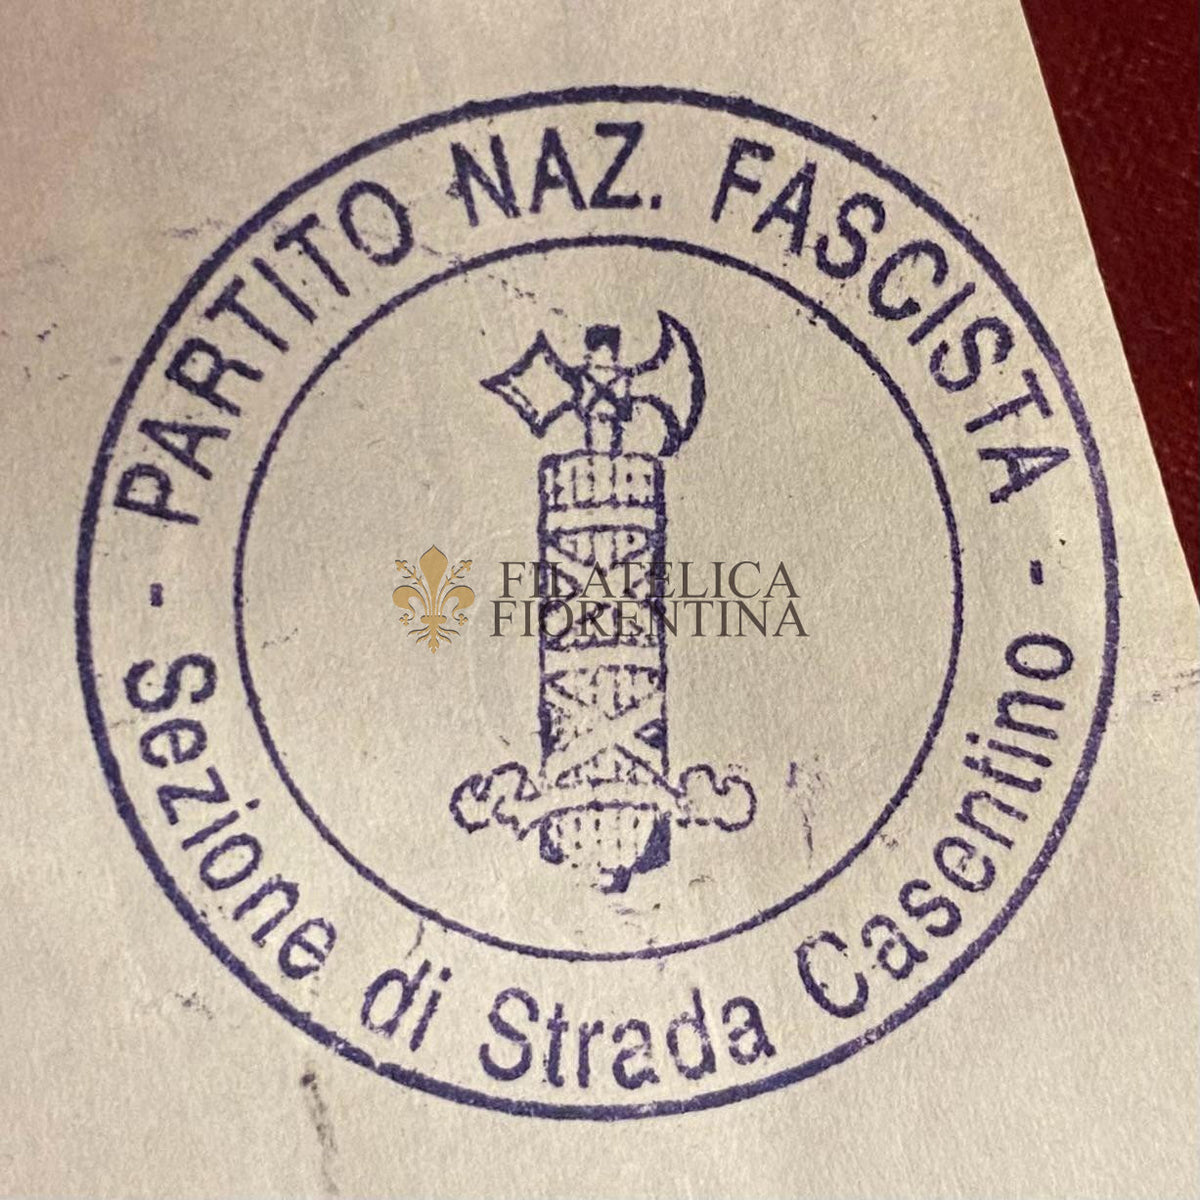 - PARTITO NAZ. FASCISTA -
Sezione di Strada Casentino
FILATELICA
FIORENTINA